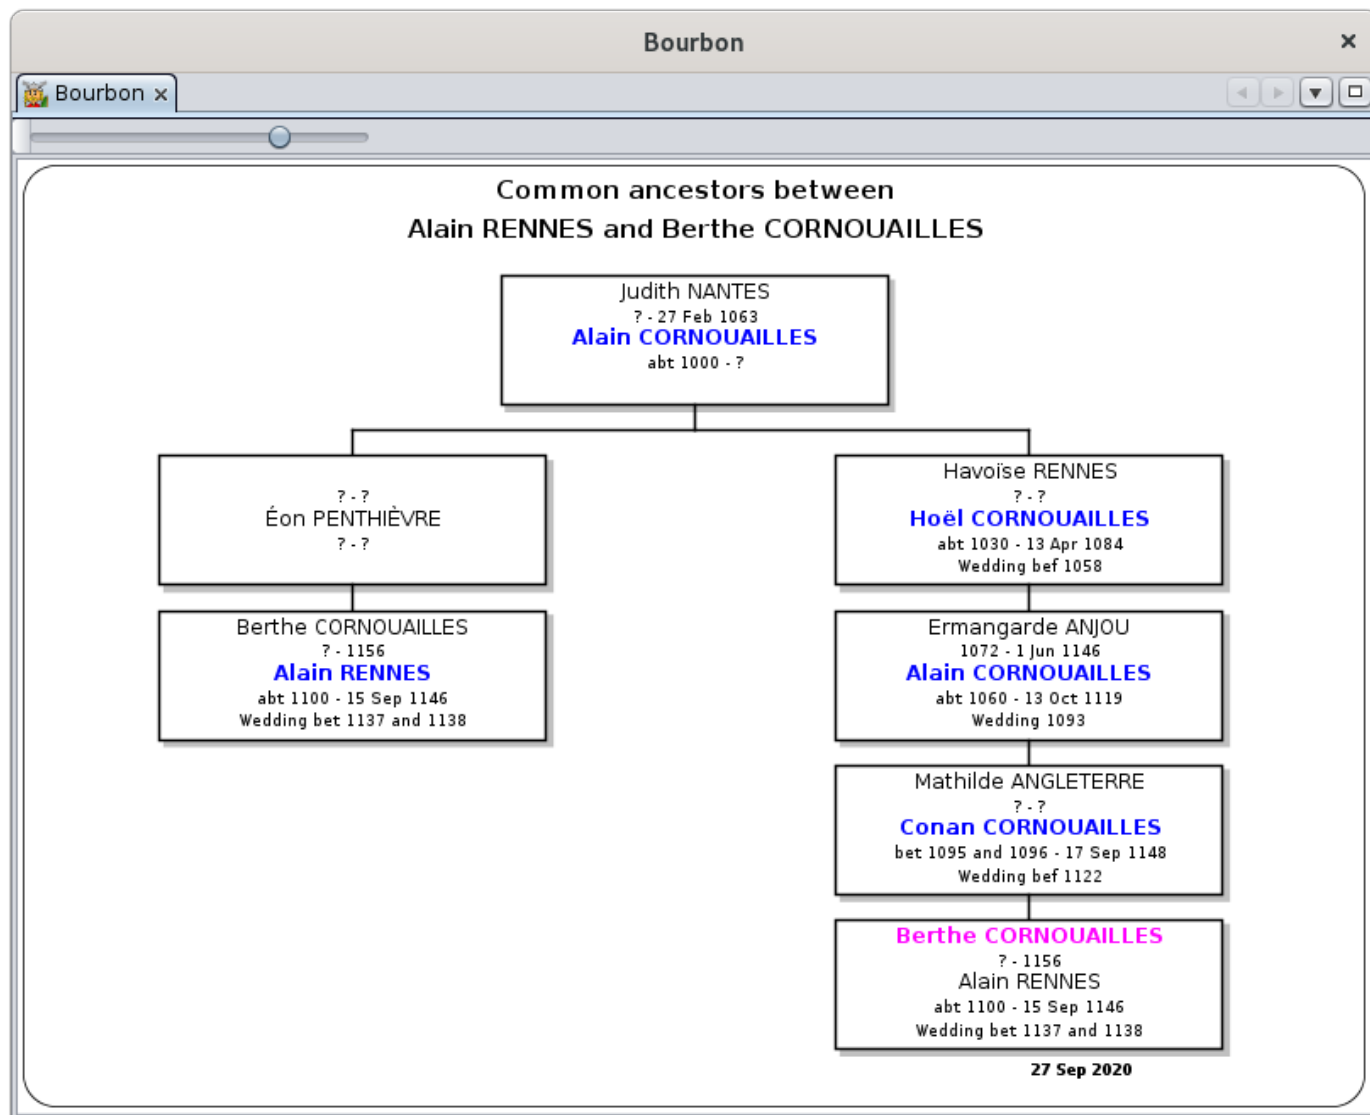 Bourbon
Bourbon
Common ancestors between
Alain RENNES and Berthe CORNOUAILLES
Judith NANTES
? - 27 Feb 1063
Alain CORNOUAILLES
abt 1000 - ?
? - ?
Éon PENTHIÈVRE
? - ?
Havoïse RENNES
? - ?
Hoël CORNOUAILLES
abt 1030 - 13 Apr 1084
Wedding bef 1058
Berthe CORNOUAILLES
? - 1156
Alain RENNES
abt 1100 - 15 Sep 1146
Wedding bet 1137 and 1138
Ermangarde ANJOU
1072 - 1 Jun 1146
Alain CORNOUAILLES
abt 1060 - 13 Oct 1119
Wedding 1093
Mathilde ANGLETERRE
? - ?
Conan CORNOUAILLES
bet 1095 and 1096 - 17 Sep 1148
Wedding bef 1122
Berthe CORNOUAILLES
? - 1156
Alain RENNES
abt 1100 - 15 Sep 1146
Wedding bet 1137 and 1138
27 Sep 2020